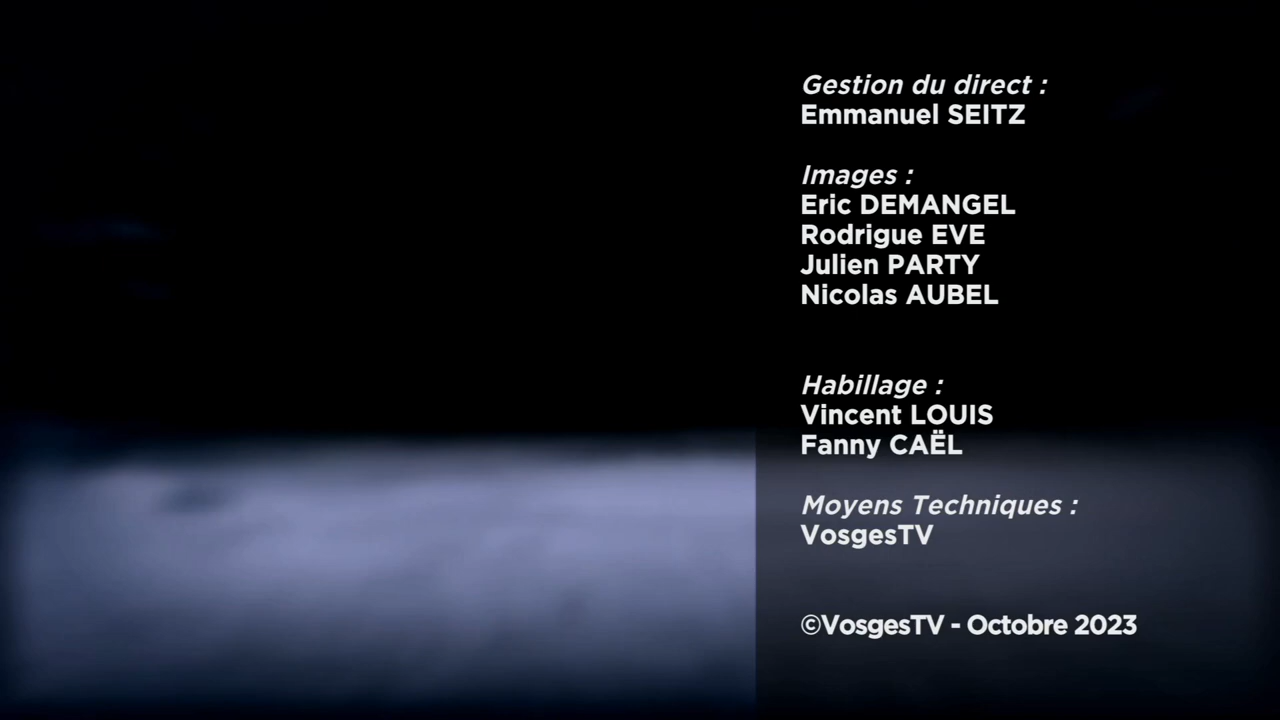 Gestion du direct :
Emmanuel SEITZ
Images :
Eric DEMANGEL
Rodrigue EVE
Julien PARTY
Nicolas AUBEL
Habillage :
Vincent LOUIS
Fanny CAËL
Moyens Techniques :
VosgesTV
©VosgesTV - Octobre 2023